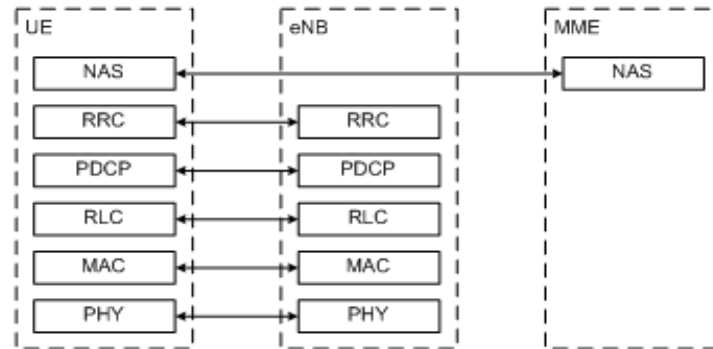 UE eNB MME
NAS NAS
RRC RRC
PDCP PDCP
RLC RLC
MAC MAC
PHY PHY